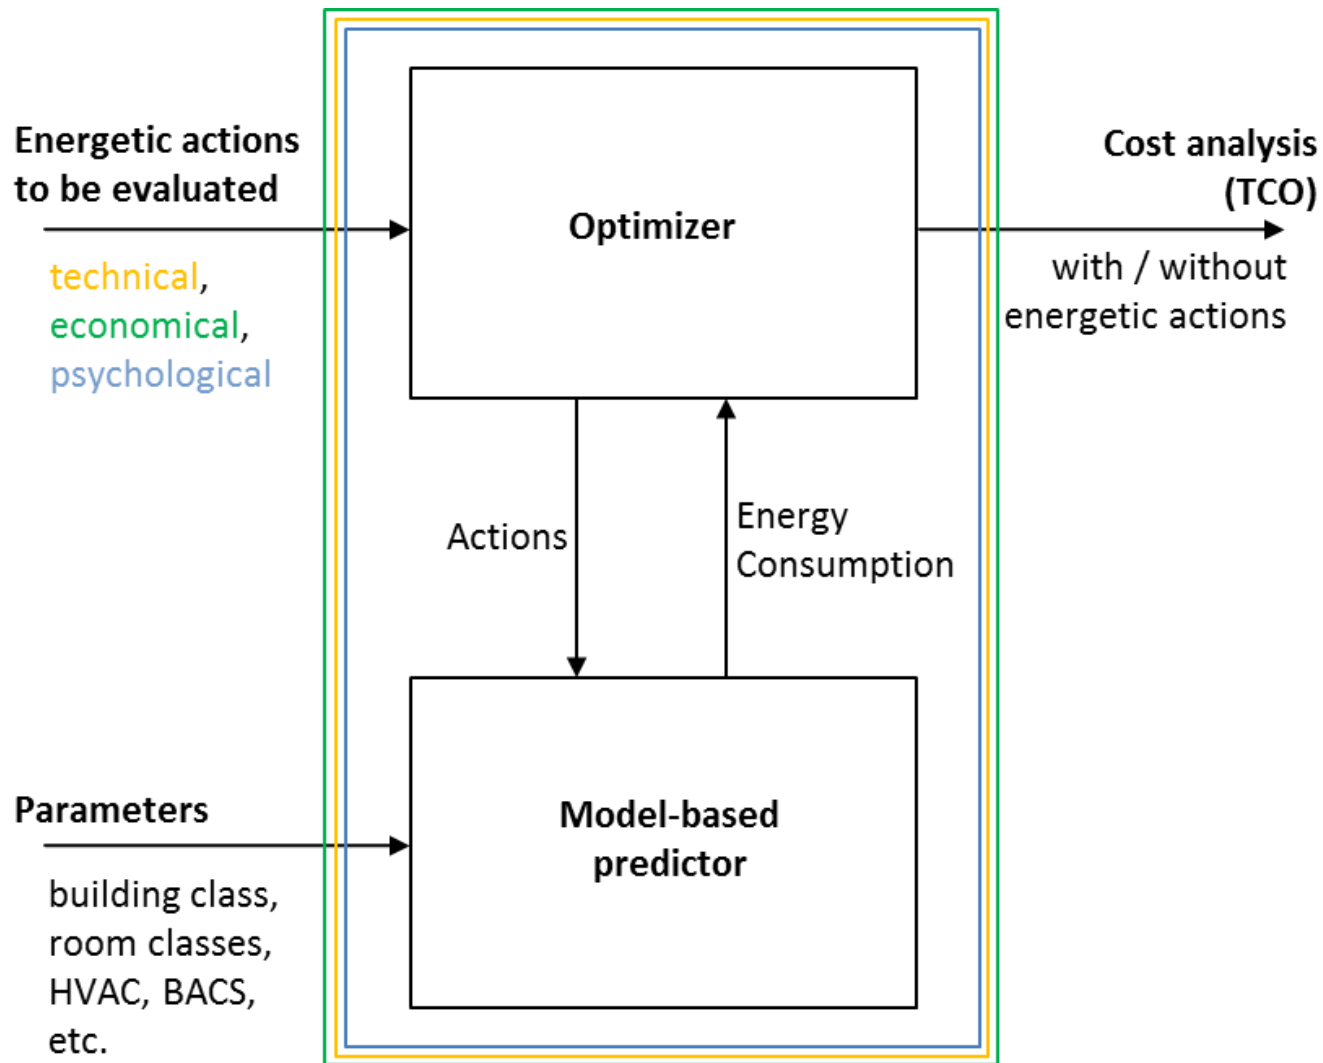 Energetic actions
to be evaluated
technical,
economical,
psychological
Optimizer
Cost analysis
(TCO)
with / without
energetic actions
Actions
Energy
Consumption
Parameters
building class,
room classes,
HVAC, BACS,
etc.
Model-based
predictor